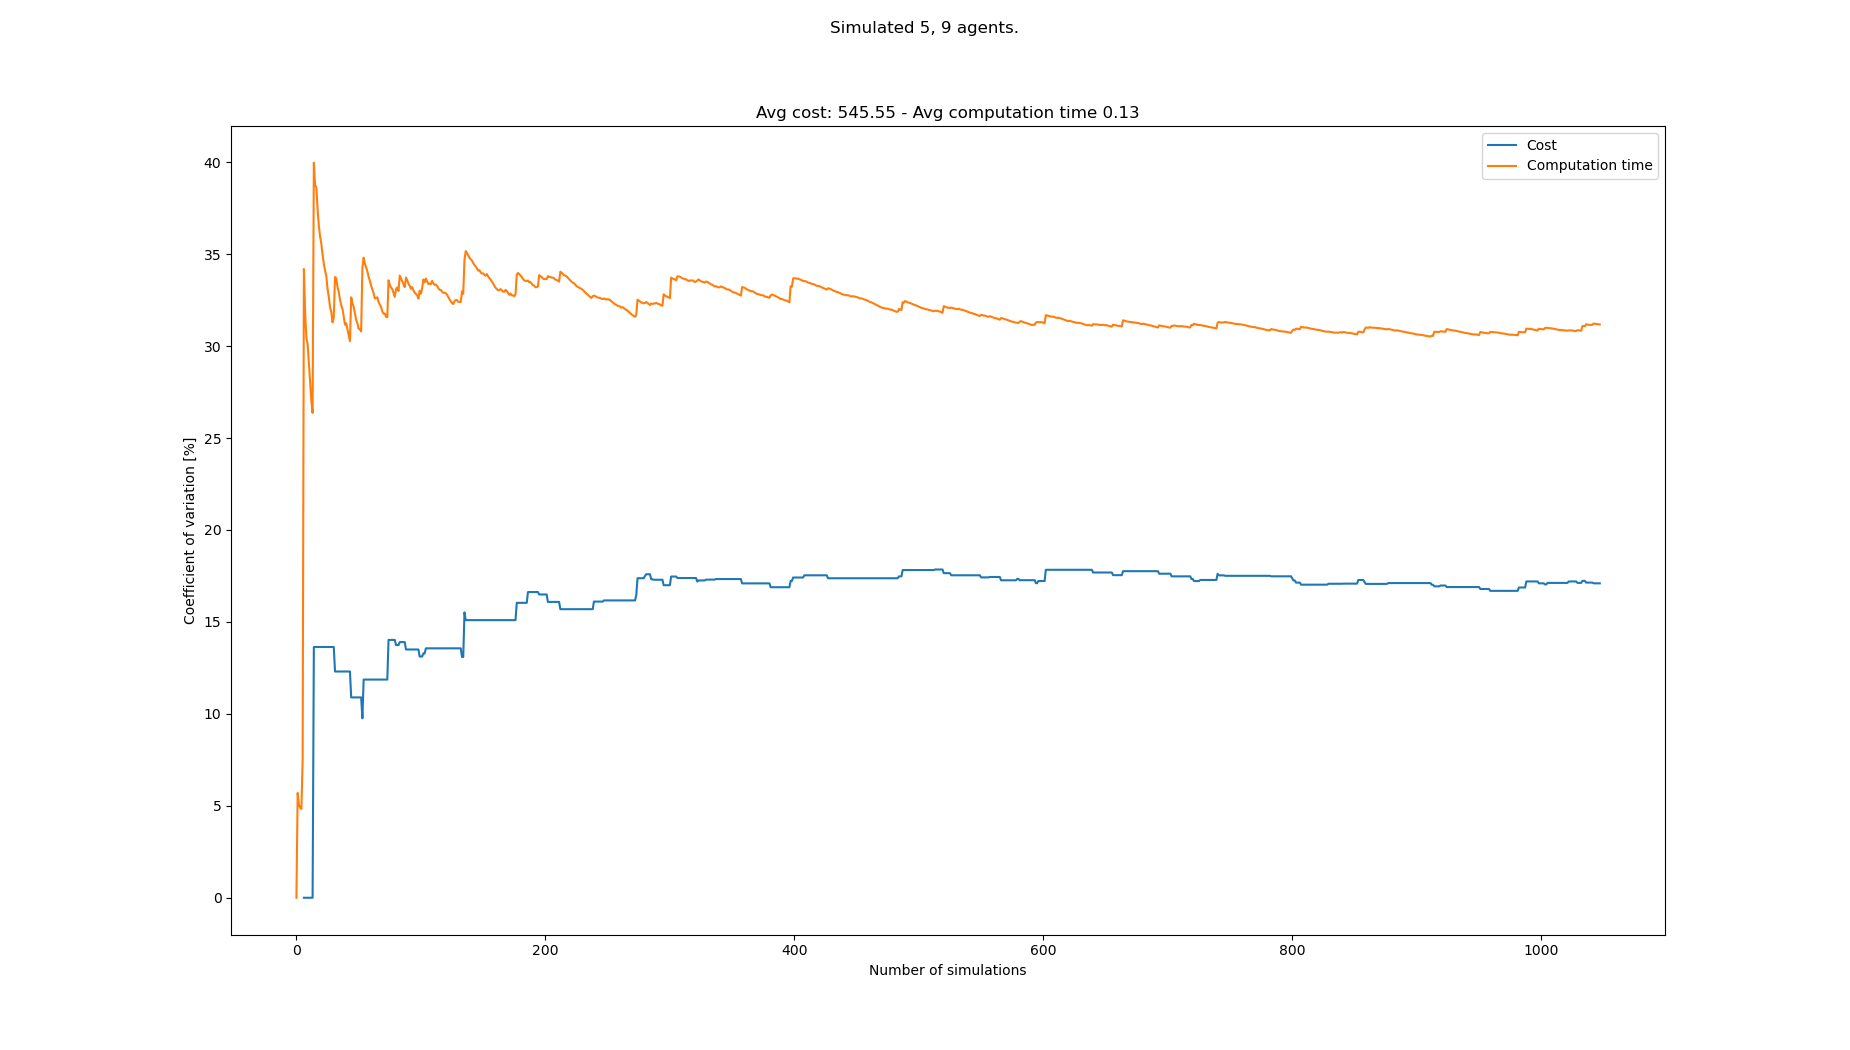 Simulated 5, 9 agents.
Avg cost: 545.55 - Avg computation time 0.13
Cost
Computation time
Coefficient of variation [%]
40
35
30
25
20
15
10
5
0
0 200 400 600 800 1000
Number of simulations